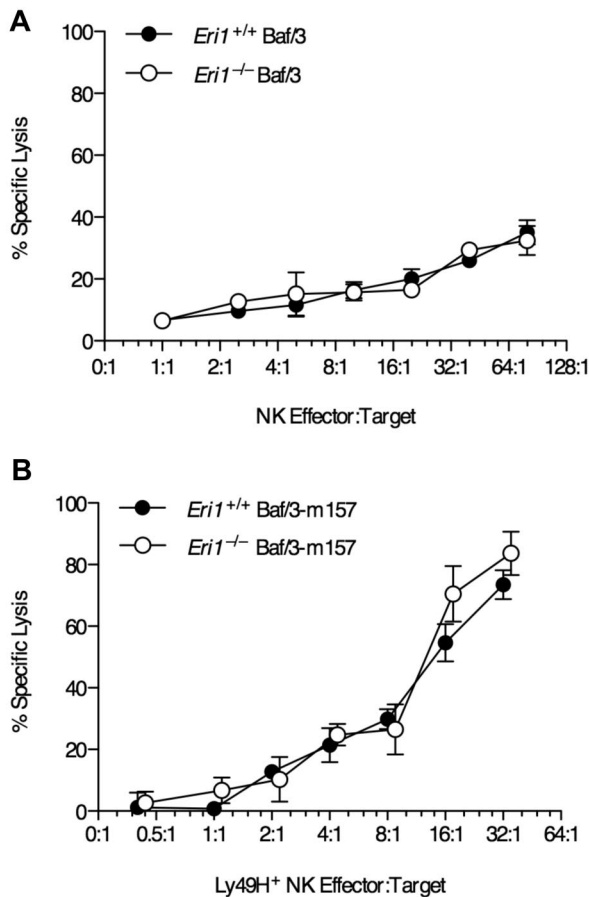 A
100
80
60
40
20
0
% Specific Lysis
Eri1+/+ Baf/3
Eri1−/− Baf/3
0:1 1:1 2:1 4:1 8:1 16:1 32:1 64:1 128:1
NK Effector:Target
B
100
80
60
40
20
0
% Specific Lysis
Eri1+/+ Baf/3-m157
Eri1−/− Baf/3-m157
0:1 0.5:1 1:1 2:1 4:1 8:1 16:1 32:1 64:1
Ly49H+ NK Effector:Target